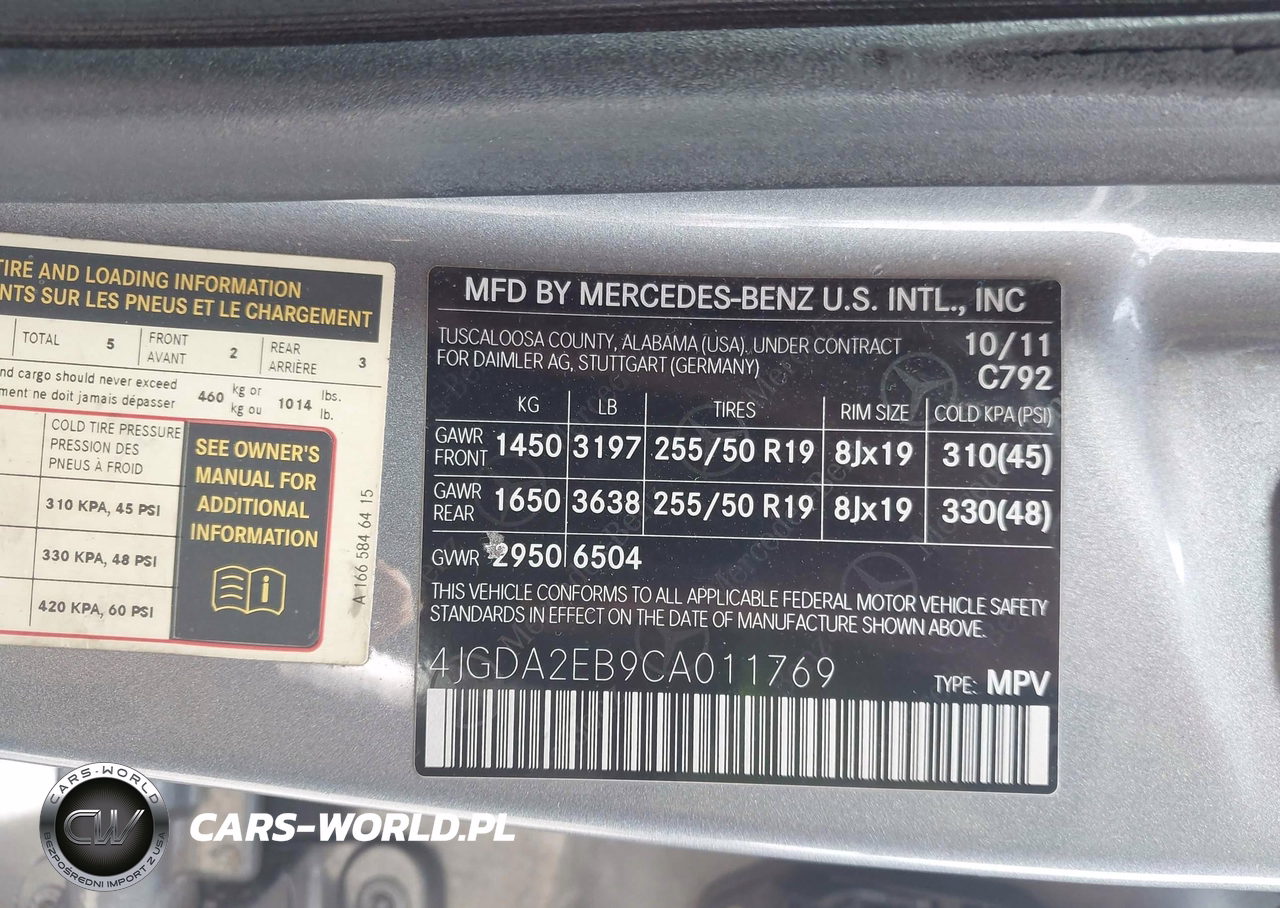 TIRE AND LOADING INFORMATION
NTS SUR LES PNEUS ET LE CHARGEMENT
TOTAL 5 FRONT AVANT 2 REAR ARRIÈRE 3
nd cargo should never exceed
ment ne doit jamais dépasser
460 kg or kg ou 1014 lbs. lb.
COLD TIRE PRESSURE
PRESSION DES
PNEUS À FROID
310 KPA, 45 PSI
330 KPA, 48 PSI
420 KPA, 60 PSI
SEE OWNER'S
MANUAL FOR
ADDITIONAL
INFORMATION
A 166 584 64 15
MFD BY MERCEDES-BENZ U.S. INTL., INC
TUSCALOOSA COUNTY, ALABAMA (USA), UNDER CONTRACT
FOR DAIMLER AG, STUTTGART (GERMANY)
10/11
C792
KG LB TIRES RIM SIZE COLD KPA (PSI)
GAWR FRONT 1450 3197 255/50 R19 8Jx19 310(45)
GAWR REAR 1650 3638 255/50 R19 8Jx19 330(48)
GVWR 2950 6504
THIS VEHICLE CONFORMS TO ALL APPLICABLE FEDERAL MOTOR VEHICLE SAFETY
STANDARDS IN EFFECT ON THE DATE OF MANUFACTURE SHOWN ABOVE.
4JGDA2EB9CA011769
TYPE: MPV
CARS-WORLD
CW
BEZPOŚREDNI IMPORT Z USA
CARS-WORLD.PL